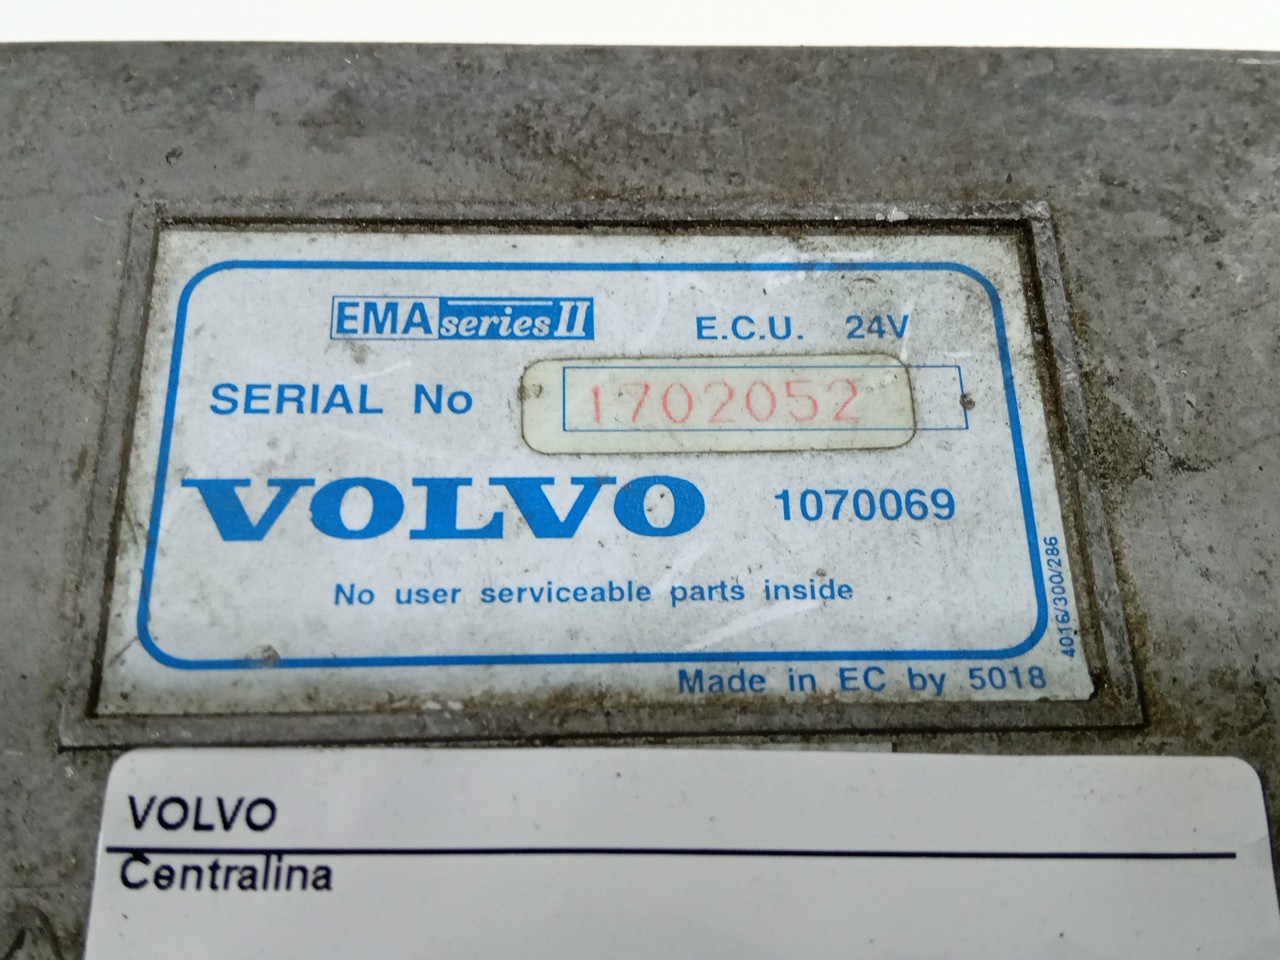 EMA series II E.C.U. 24V
SERIAL No 1702052
VOLVO 1070069
No user serviceable parts inside
4016/300/286
Made in EC by 5018
VOLVO
Centralina